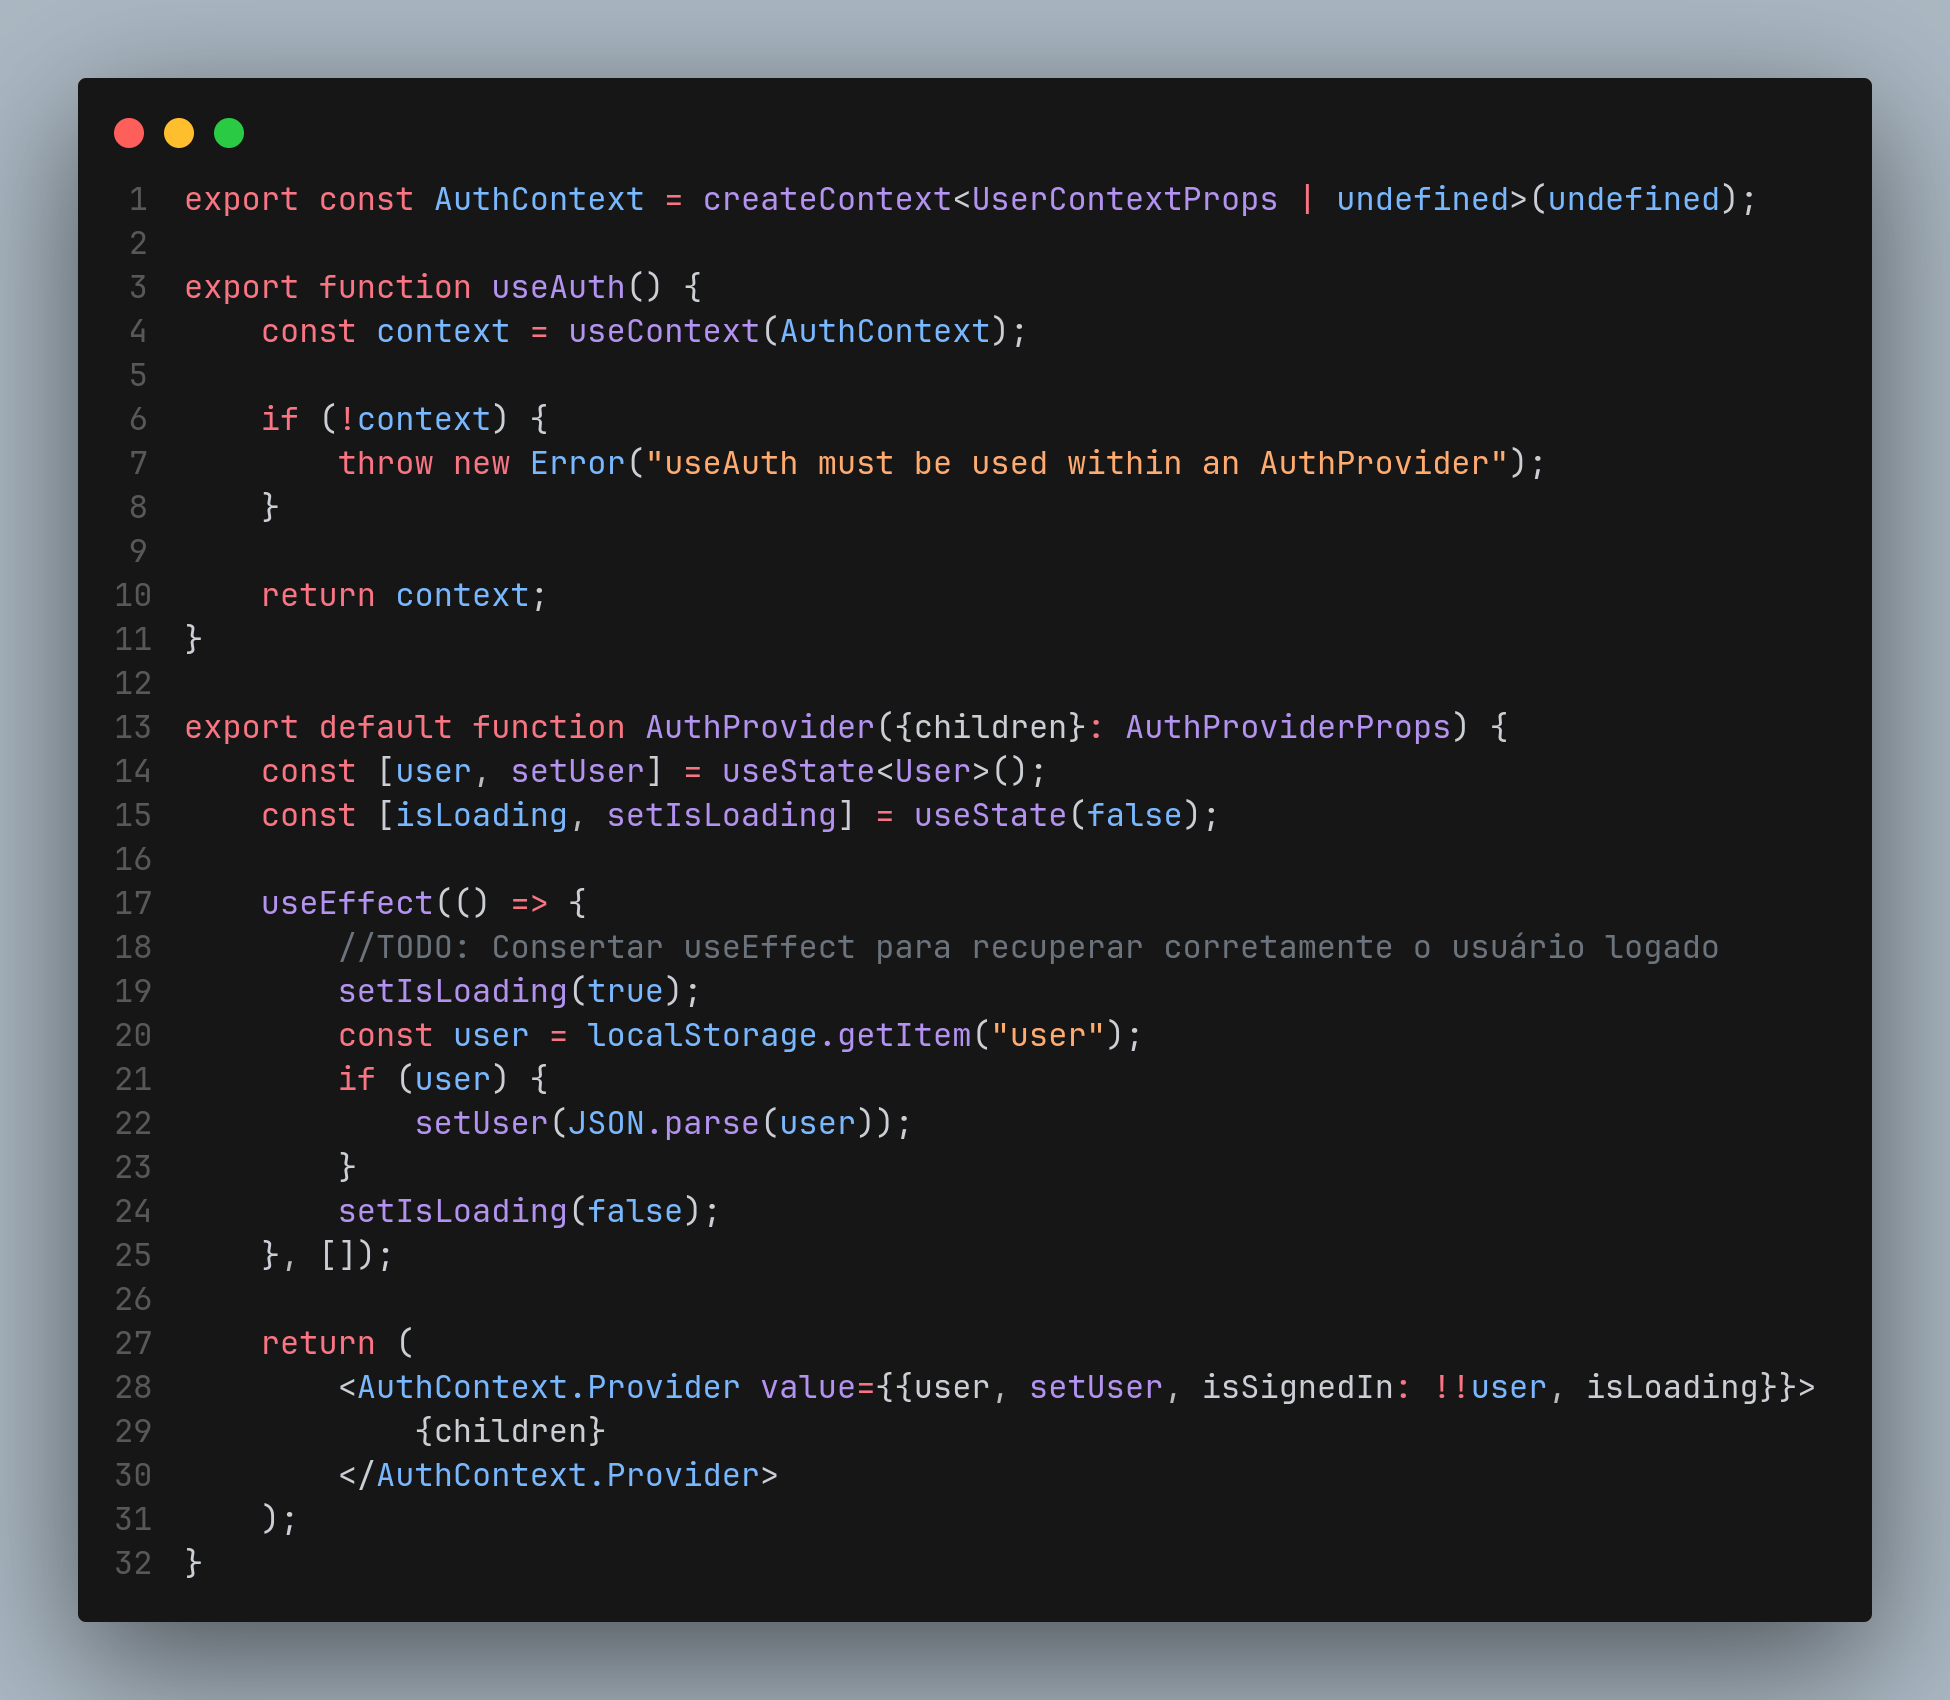 1 export const AuthContext = createContext<UserContextProps | undefined>(undefined);
2
3 export function useAuth() {
4     const context = useContext(AuthContext);
5
6     if (!context) {
7         throw new Error("useAuth must be used within an AuthProvider");
8     }
9
10     return context;
11 }
12
13 export default function AuthProvider({children}: AuthProviderProps) {
14     const [user, setUser] = useState<User>();
15     const [isLoading, setIsLoading] = useState(false);
16
17     useEffect(() => {
18         //TODO: Consertar useEffect para recuperar corretamente o usuário logado
19         setIsLoading(true);
20         const user = localStorage.getItem("user");
21         if (user) {
22             setUser(JSON.parse(user));
23         }
24         setIsLoading(false);
25     }, []);
26
27     return (
28         <AuthContext.Provider value={{user, setUser, isSignedIn: !!user, isLoading}}>
29             {children}
30         </AuthContext.Provider>
31     );
32 }